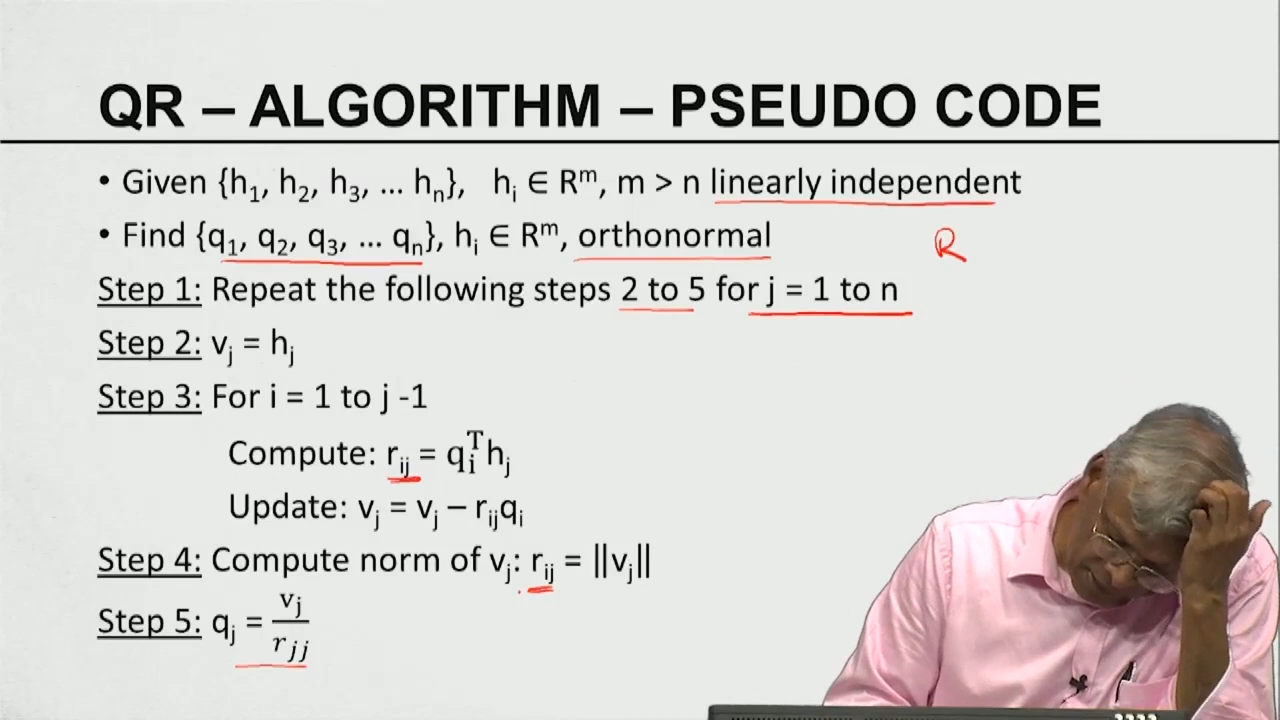 QR – ALGORITHM – PSEUDO CODE
• Given {h₁, h₂, h₃, … hₙ}, hᵢ ∈ Rᵐ, m > n linearly independent
• Find {q₁, q₂, q₃, … qₙ}, hᵢ ∈ Rᵐ, orthonormal
R
Step 1: Repeat the following steps 2 to 5 for j = 1 to n
Step 2: vⱼ = hⱼ
Step 3: For i = 1 to j -1
Compute: rᵢⱼ = qᵢᵀhⱼ
Update: vⱼ = vⱼ – rᵢⱼqᵢ
Step 4: Compute norm of vⱼ: rᵢⱼ = ‖vⱼ‖
Step 5: qⱼ = vⱼ / rⱼⱼ